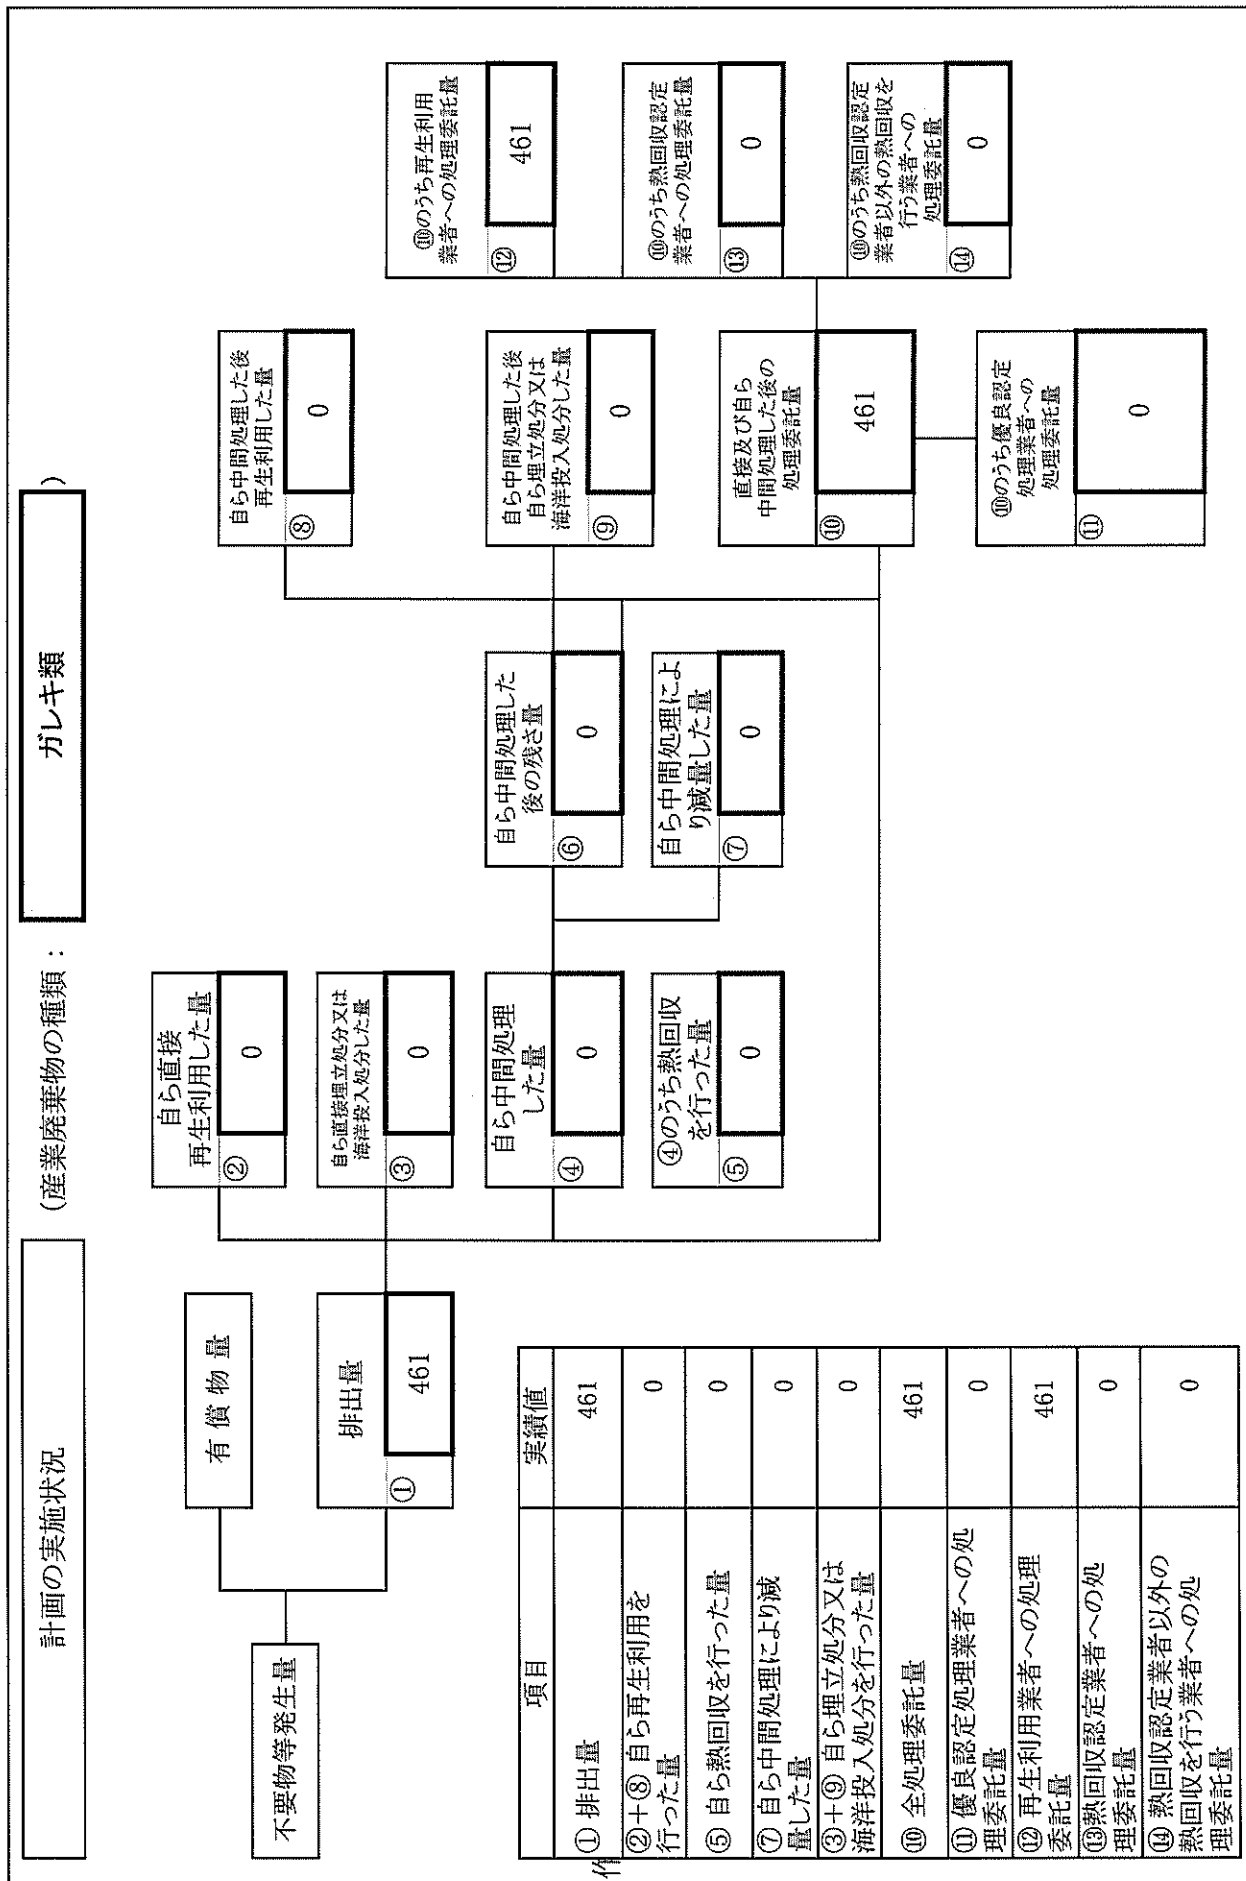 計画の実施状況
(産業廃棄物の種類：
ガレキ類
)
不要物等発生量
有償物量
排出量
①
461
自ら直接
再生利用した量
②
0
自ら直接埋立処分又は
海洋投入処分した量
③
0
自ら中間処理
した量
④
0
④のうち熱回収
を行った量
⑤
0
自ら中間処理した
後の残さ量
⑥
0
自ら中間処理によ
り減量した量
⑦
0
自ら中間処理した後
再生利用した量
⑧
0
自ら中間処理した後
自ら埋立処分又は
海洋投入処分した量
⑨
0
直接及び自ら
中間処理した後の
処理委託量
⑩
461
⑩のうち優良認定
処理業者への
処理委託量
⑪
0
⑩のうち再生利用
業者への処理委託量
⑫
461
⑩のうち熱回収認定
業者への処理委託量
⑬
0
⑩のうち熱回収認定
業者以外の熱回収を
行う業者への
処理委託量
⑭
0
項目
実績値
① 排出量
461
②＋⑧ 自ら再生利用を
行った量
0
⑤ 自ら熱回収を行った量
0
⑦ 自ら中間処理により減
量した量
0
③＋⑨ 自ら埋立処分又は
海洋投入処分を行った量
0
⑩ 全処理委託量
461
⑪ 優良認定処理業者への処
理委託量
0
⑫ 再生利用業者への処理
委託量
461
⑬熱回収認定業者への処
理委託量
0
⑭ 熱回収認定業者以外の
熱回収を行う業者への処
理委託量
0